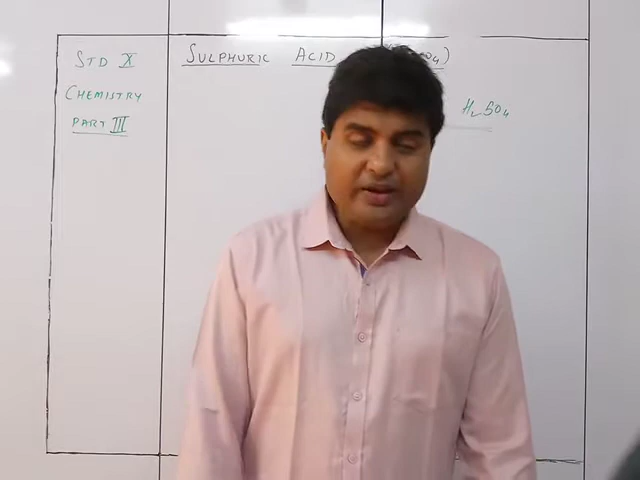 STD X
CHEMISTRY
PART III
SULPHURIC ACID
H₂SO₄